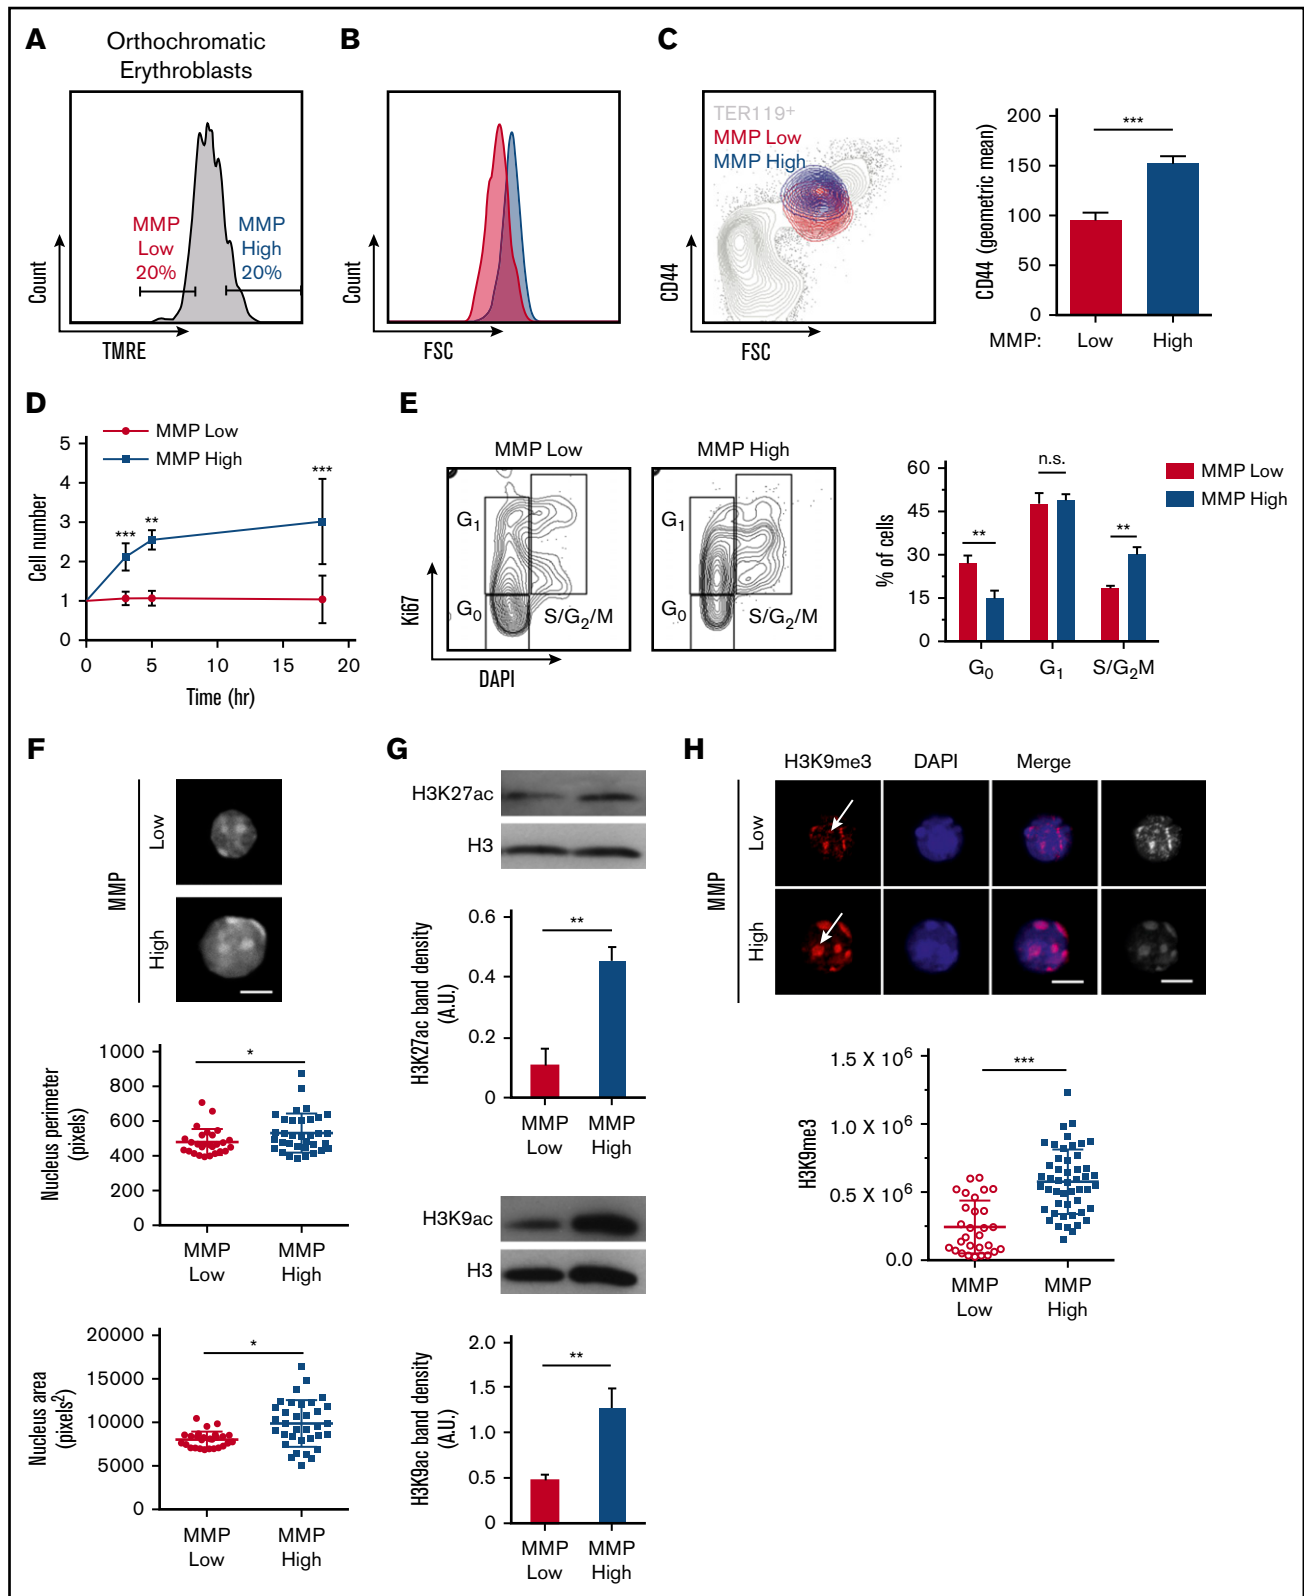 A
Orthochromatic
Erythroblasts
MMP
Low
20%
MMP
High
20%
Count
TMRE
B
Count
FSC
C
TER119+
MMP Low
MMP High
CD44
FSC
CD44 (geometric mean)
200
150
100
50
0
***
MMP:
Low
High
D
MMP Low
MMP High
Cell number
5
4
3
2
1
0
***
**
***
0
5
10
15
20
Time (hr)
E
MMP Low
MMP High
G1
G0
S/G2/M
G1
G0
S/G2/M
Ki67
DAPI
% of cells
60
45
30
15
0
**
n.s.
**
G0
G1
S/G2M
MMP Low
MMP High
F
MMP
Low
High
Nucleus perimeter
(pixels)
1000
800
600
400
200
0
*
MMP
Low
MMP
High
Nucleus area
(pixels2)
20000
15000
10000
5000
0
*
MMP
Low
MMP
High
G
H3K27ac
H3
H3K27ac band density
(A.U.)
0.6
0.4
0.2
0
**
MMP
Low
MMP
High
H3K9ac
H3
H3K9ac band density
(A.U.)
2.0
1.5
1.0
0.5
0
**
MMP
Low
MMP
High
H
H3K9me3
DAPI
Merge
MMP
Low
High
H3K9me3
1.5 X 10^6
1.0 X 10^6
0.5 X 10^6
0.0
***
MMP
Low
MMP
High